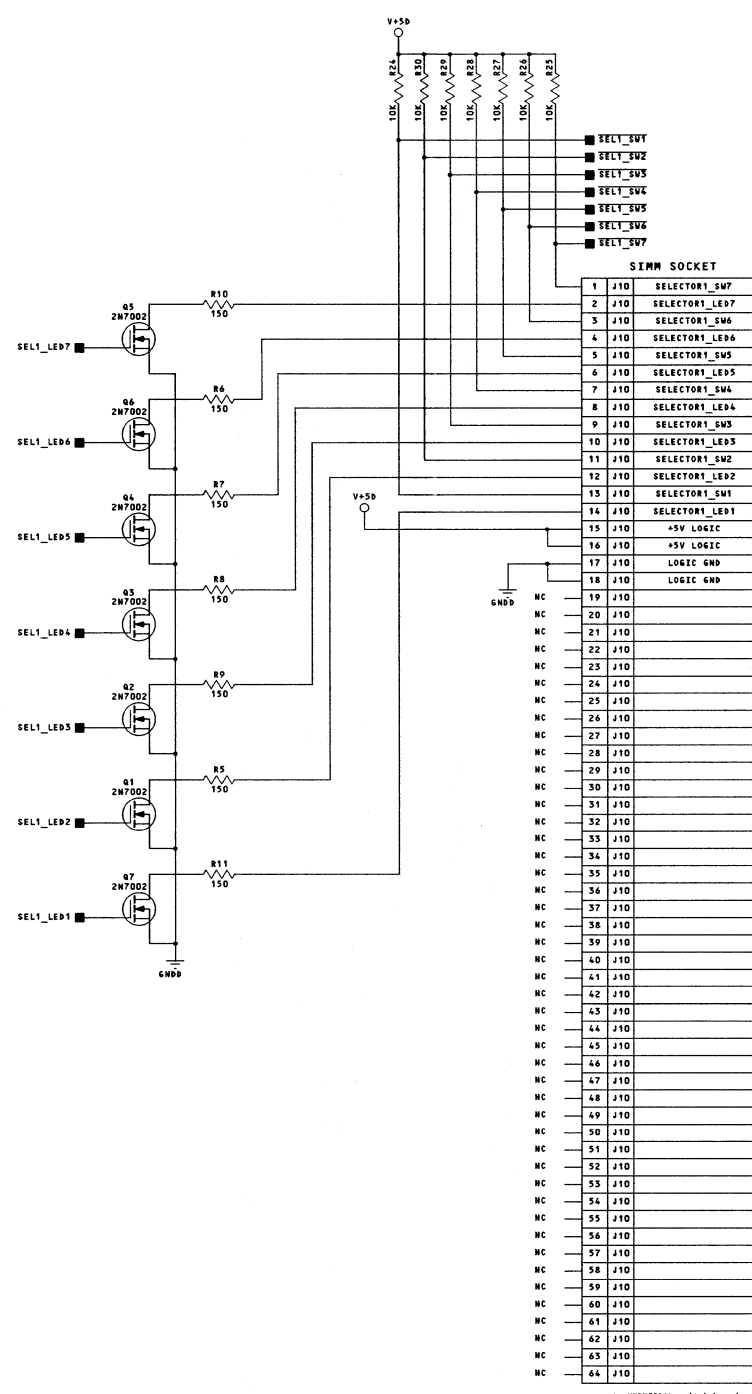 V+5D
R24
R30
R29
R28
R27
R26
R25
10K
10K
10K
10K
10K
10K
10K
SEL1_SW1
SEL1_SW2
SEL1_SW3
SEL1_SW4
SEL1_SW5
SEL1_SW6
SEL1_SW7
SIMM SOCKET
1 J10 SELECTOR1_SW7
2 J10 SELECTOR1_LED7
3 J10 SELECTOR1_SW6
4 J10 SELECTOR1_LED6
5 J10 SELECTOR1_SW5
6 J10 SELECTOR1_LED5
7 J10 SELECTOR1_SW4
8 J10 SELECTOR1_LED4
9 J10 SELECTOR1_SW3
10 J10 SELECTOR1_LED3
11 J10 SELECTOR1_SW2
12 J10 SELECTOR1_LED2
13 J10 SELECTOR1_SW1
14 J10 SELECTOR1_LED1
15 J10 +5V LOGIC
16 J10 +5V LOGIC
17 J10 LOGIC GND
18 J10 LOGIC GND
NC 19 J10
NC 20 J10
NC 21 J10
NC 22 J10
NC 23 J10
NC 24 J10
NC 25 J10
NC 26 J10
NC 27 J10
NC 28 J10
NC 29 J10
NC 30 J10
NC 31 J10
NC 32 J10
NC 33 J10
NC 34 J10
NC 35 J10
NC 36 J10
NC 37 J10
NC 38 J10
NC 39 J10
NC 40 J10
NC 41 J10
NC 42 J10
NC 43 J10
NC 44 J10
NC 45 J10
NC 46 J10
NC 47 J10
NC 48 J10
NC 49 J10
NC 50 J10
NC 51 J10
NC 52 J10
NC 53 J10
NC 54 J10
NC 55 J10
NC 56 J10
NC 57 J10
NC 58 J10
NC 59 J10
NC 60 J10
NC 61 J10
NC 62 J10
NC 63 J10
NC 64 J10
V+5D
GNDD
Q5
2N7002
SEL1_LED7
R10
150
Q6
2N7002
SEL1_LED6
R6
150
Q4
2N7002
SEL1_LED5
R7
150
Q3
2N7002
SEL1_LED4
R8
150
Q2
2N7002
SEL1_LED3
R9
150
Q1
2N7002
SEL1_LED2
R5
150
Q7
2N7002
SEL1_LED1
R11
150
GNDD